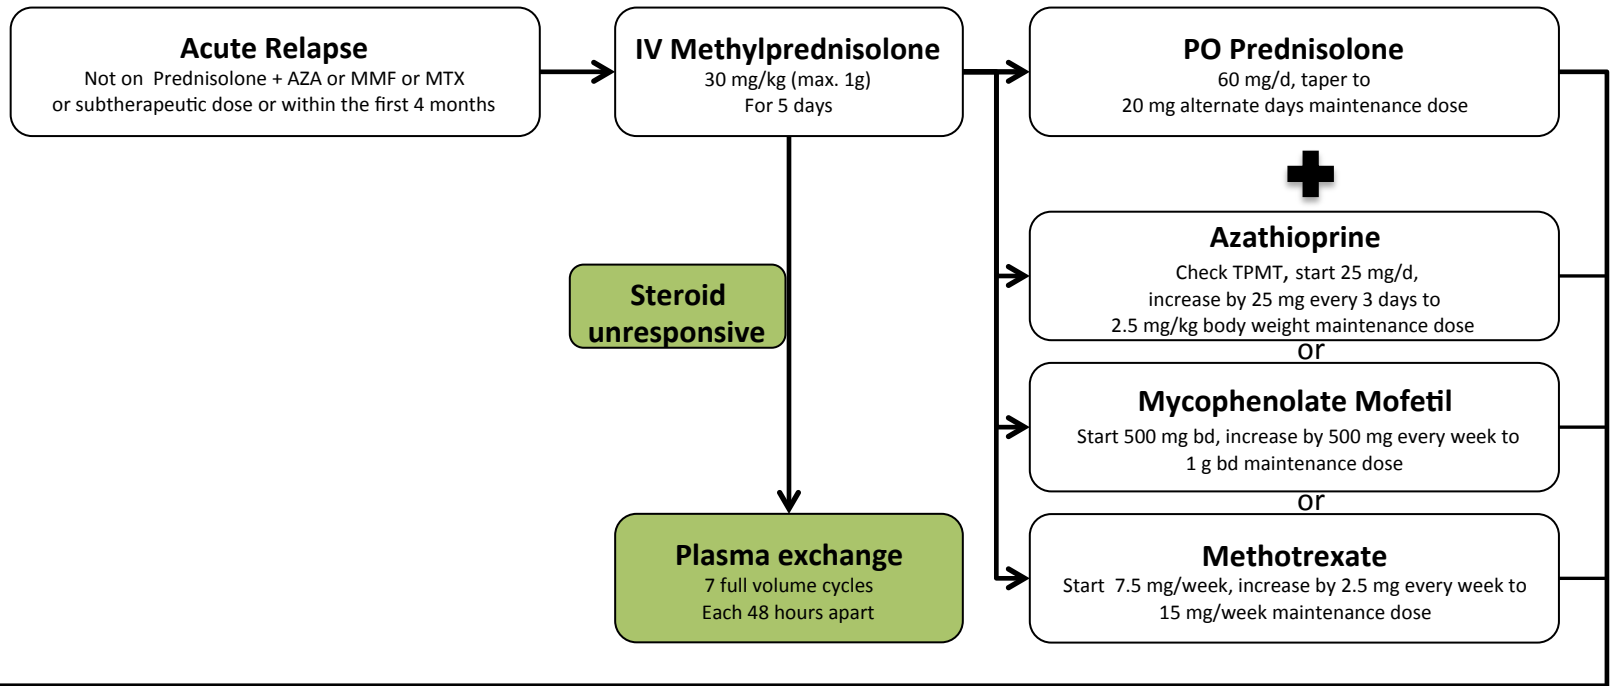 Acute Relapse
Not on Prednisolone + AZA or MMF or MTX
or subtherapeutic dose or within the first 4 months
IV Methylprednisolone
30 mg/kg (max. 1g)
For 5 days
PO Prednisolone
60 mg/d, taper to
20 mg alternate days maintenance dose
Azathioprine
Check TPMT, start 25 mg/d,
increase by 25 mg every 3 days to
2.5 mg/kg body weight maintenance dose
or
Steroid
unresponsive
Mycophenolate Mofetil
Start 500 mg bd, increase by 500 mg every week to
1 g bd maintenance dose
or
Plasma exchange
7 full volume cycles
Each 48 hours apart
Methotrexate
Start 7.5 mg/week, increase by 2.5 mg every week to
15 mg/week maintenance dose